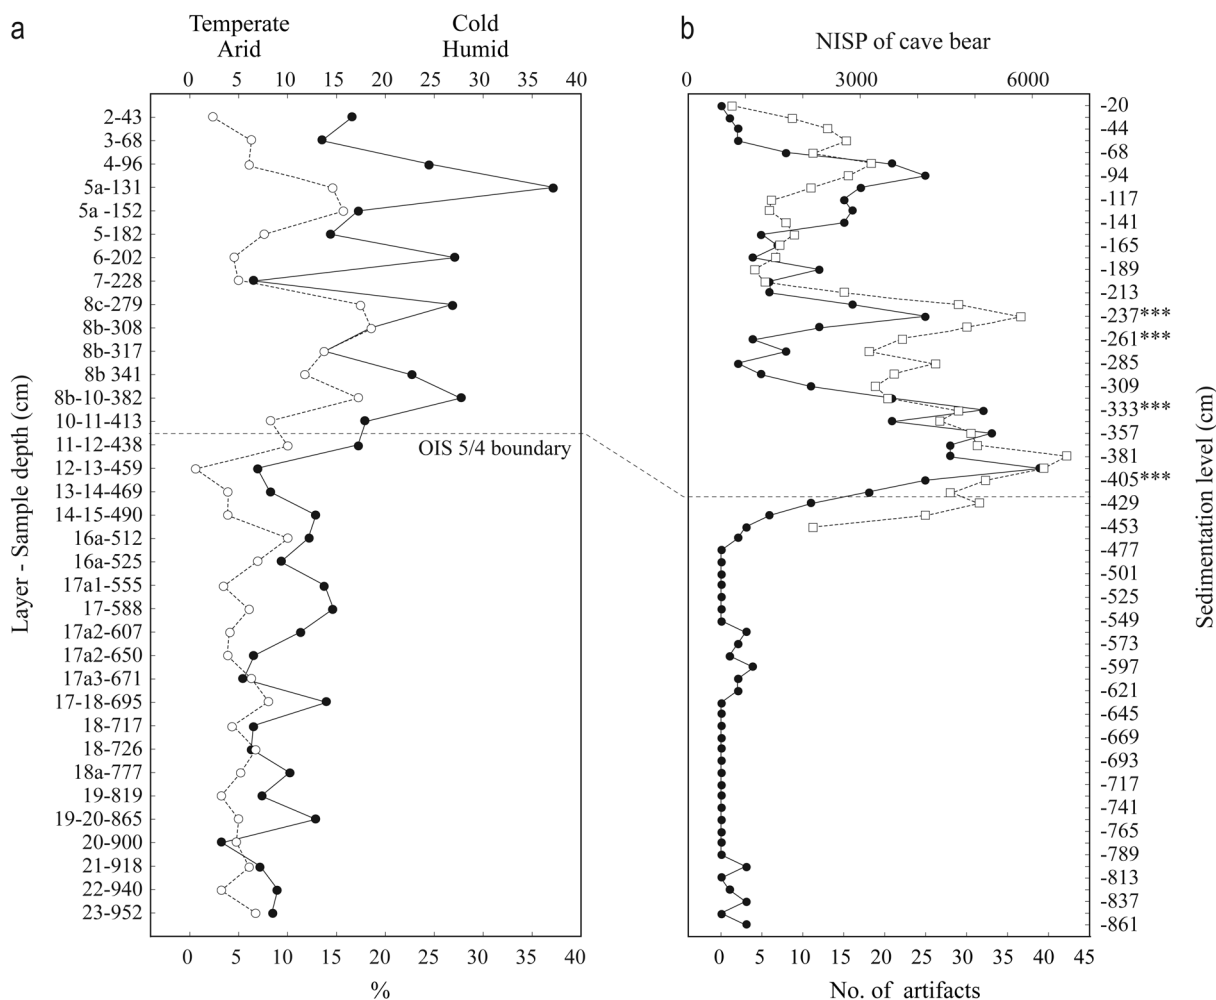 a
Temperate
Arid
Cold
Humid
0 5 10 15 20 25 30 35 40
Layer - Sample depth (cm)
2-43
3-68
4-96
5a-131
5a -152
5-182
6-202
7-228
8c-279
8b-308
8b-317
8b 341
8b-10-382
10-11-413
11-12-438
12-13-459
13-14-469
14-15-490
16a-512
16a-525
17a1-555
17-588
17a2-607
17a2-650
17a3-671
17-18-695
18-717
18-726
18a-777
19-819
19-20-865
20-900
21-918
22-940
23-952
OIS 5/4 boundary
0 5 10 15 20 25 30 35 40
%
b
NISP of cave bear
0 3000 6000
-20
-44
-68
-94
-117
-141
-165
-189
-213
-237***
-261***
-285
-309
-333***
-357
-381
-405***
-429
-453
-477
-501
-525
-549
-573
-597
-621
-645
-669
-693
-717
-741
-765
-789
-813
-837
-861
Sedimentation level (cm)
0 5 10 15 20 25 30 35 40 45
No. of artifacts